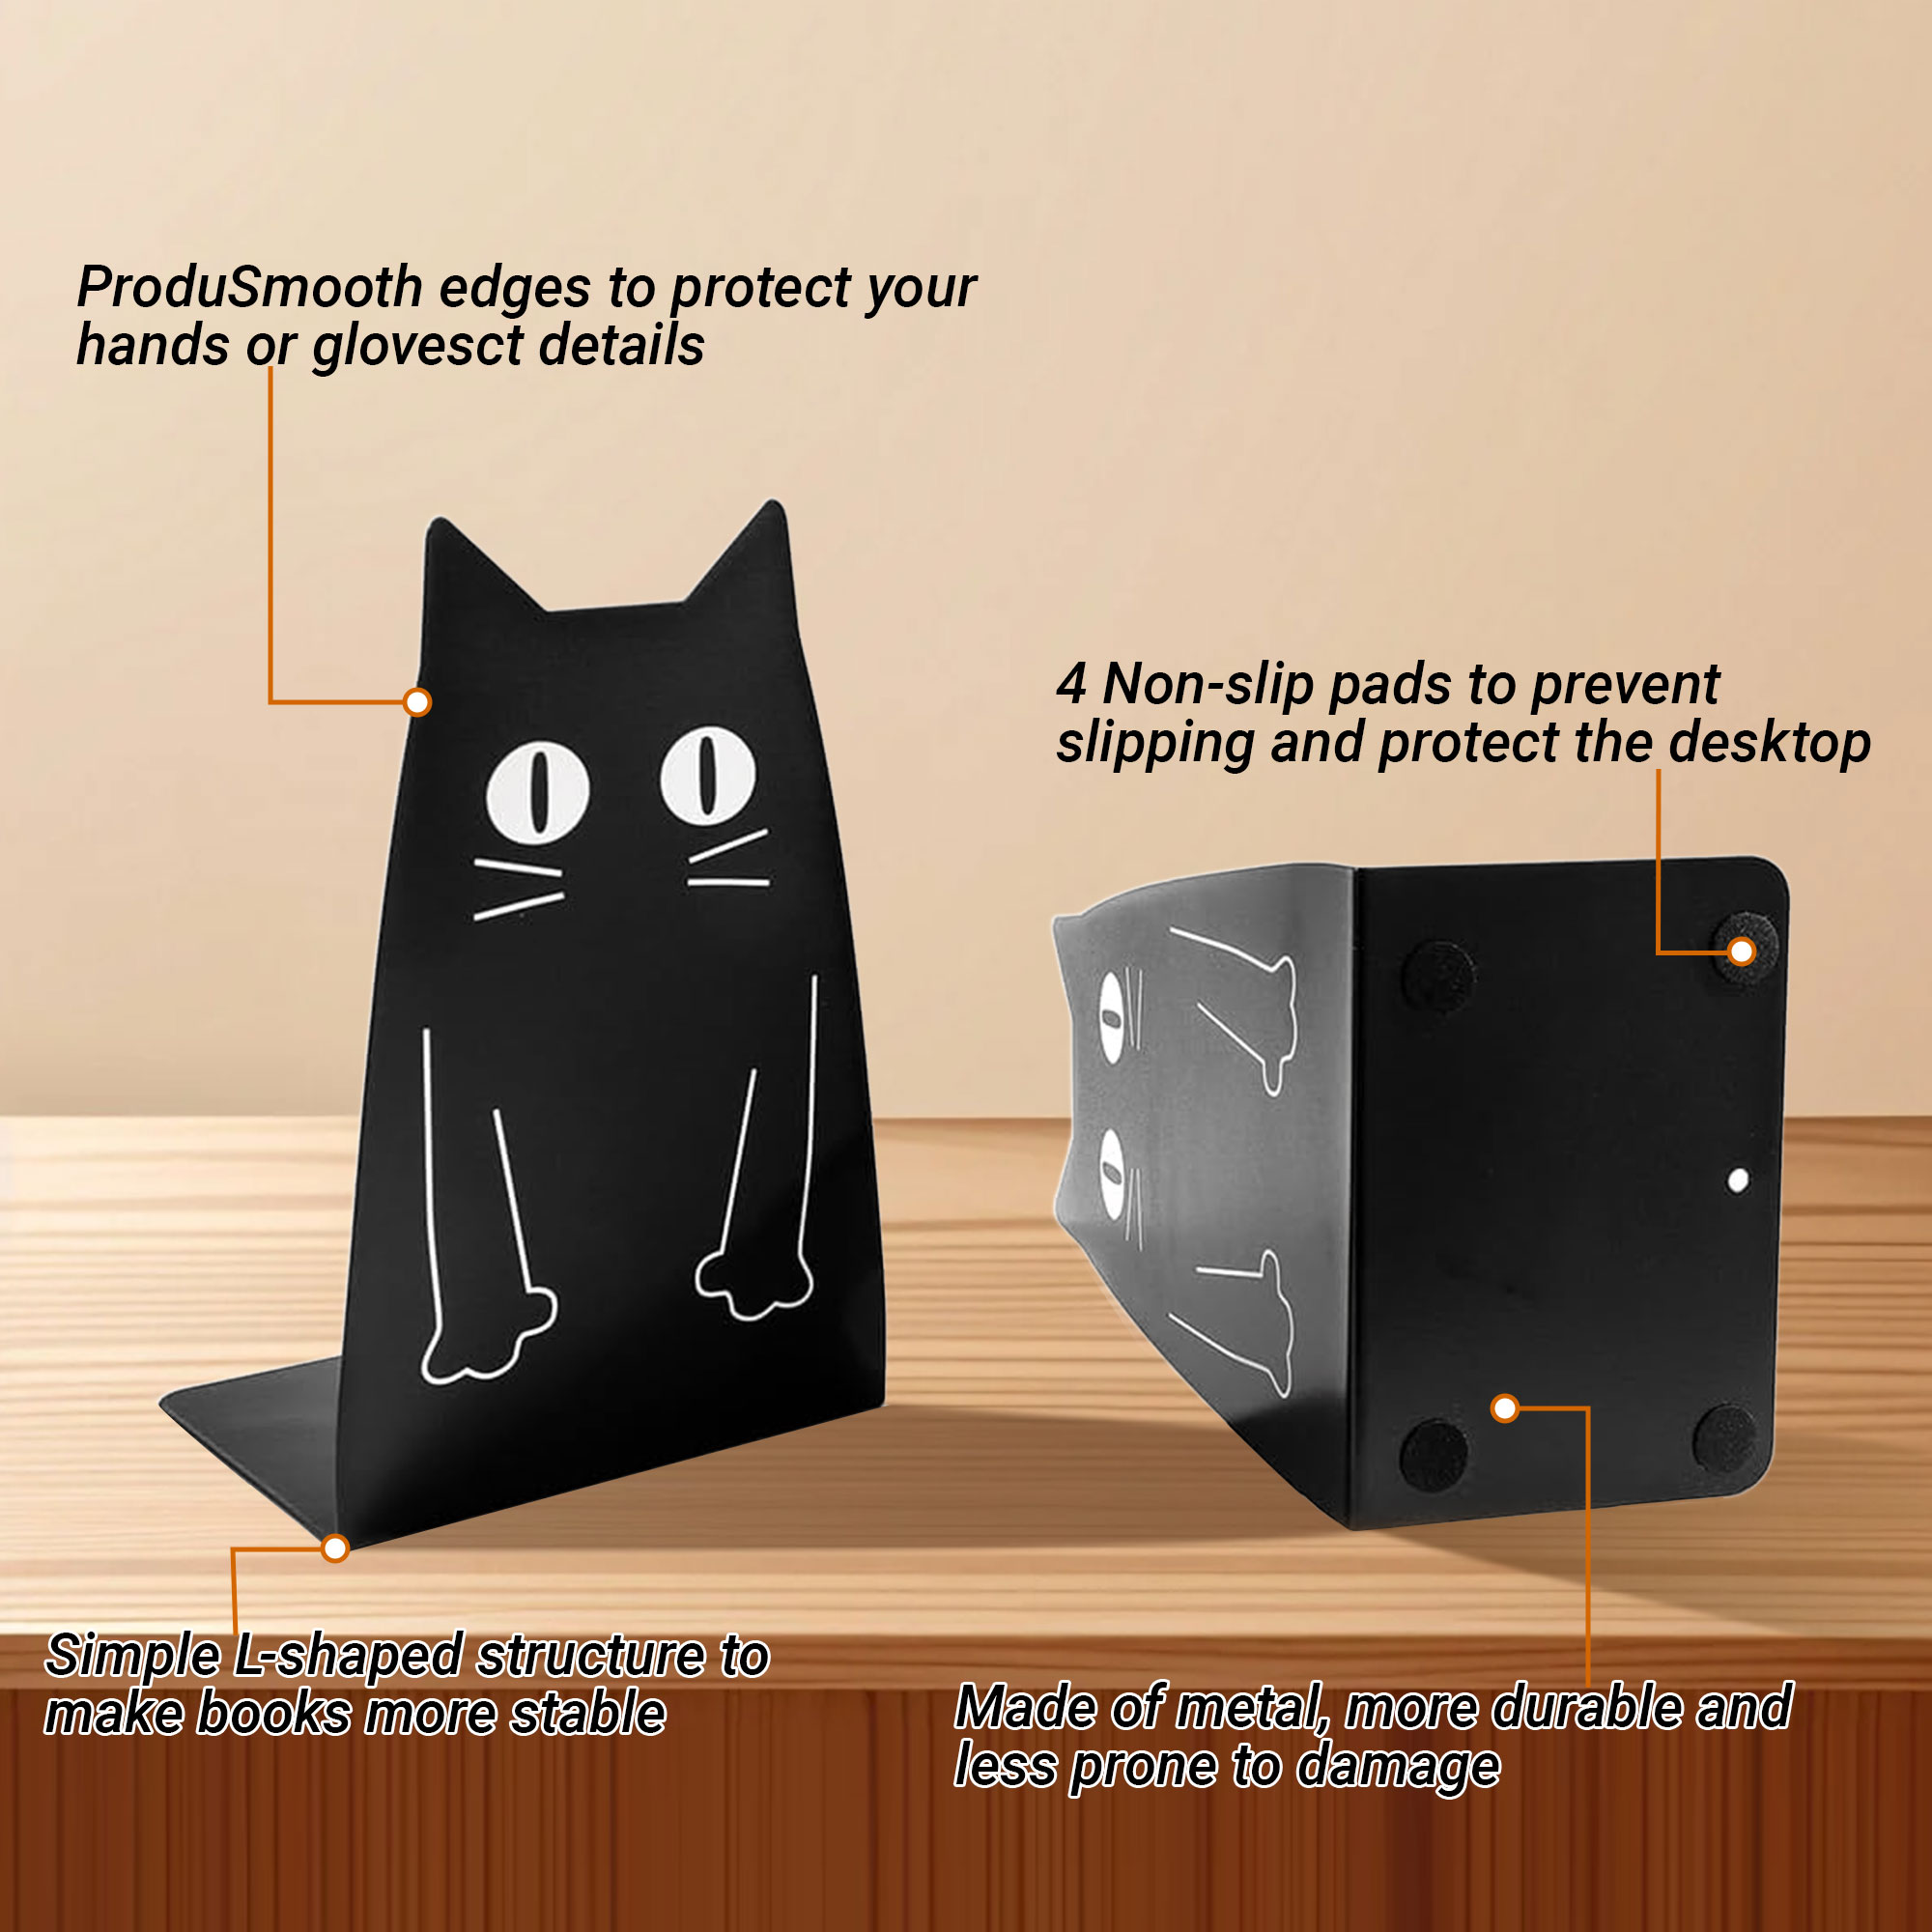 ProduSmooth edges to protect your
hands or glovesct details
4 Non-slip pads to prevent
slipping and protect the desktop
Simple L-shaped structure to
make books more stable
Made of metal, more durable and
less prone to damage